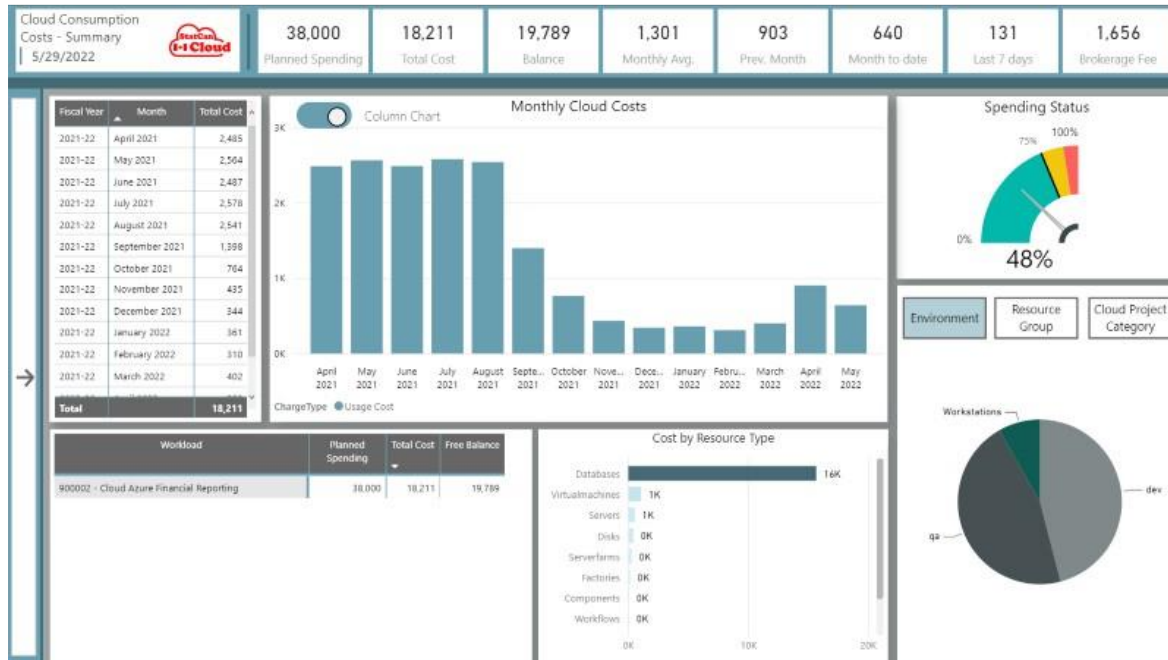 Cloud Consumption
Costs - Summary
5/29/2022
StatCan
Cloud
38,000
Planned Spending
18,211
Total Cost
19,789
Balance
1,301
Monthly Avg.
903
Prev. Month
640
Month to date
131
Last 7 days
1,656
Brokerage Fee
Fiscal Year Month Total Cost
2021-22 April 2021 2,485
2021-22 May 2021 2,564
2021-22 June 2021 2,487
2021-22 July 2021 2,578
2021-22 August 2021 2,541
2021-22 September 2021 1,398
2021-22 October 2021 764
2021-22 November 2021 435
2021-22 December 2021 344
2021-22 January 2022 361
2021-22 February 2022 310
2021-22 March 2022 402
Total 18,211
Monthly Cloud Costs
Column Chart
3K
2K
1K
0K
April May June July August Septe... October Nove... Dece... January Febru... March April May
2021 2021 2021 2021 2021 2021 2021 2021 2021 2022 2022 2022 2022 2022
ChargeType Usage Cost
Spending Status
75% 100%
0%
48%
Environment
Resource
Group
Cloud Project
Category
Workstations
dev
qa
Workload Planned
Spending Total Cost Free Balance
900002 - Cloud Azure Financial Reporting 38,000 18,211 19,789
Cost by Resource Type
Databases 16K
Virtualmachines 1K
Servers 1K
Disks 0K
Serverfarms 0K
Factories 0K
Components 0K
Workflows 0K
0K 10K 20K